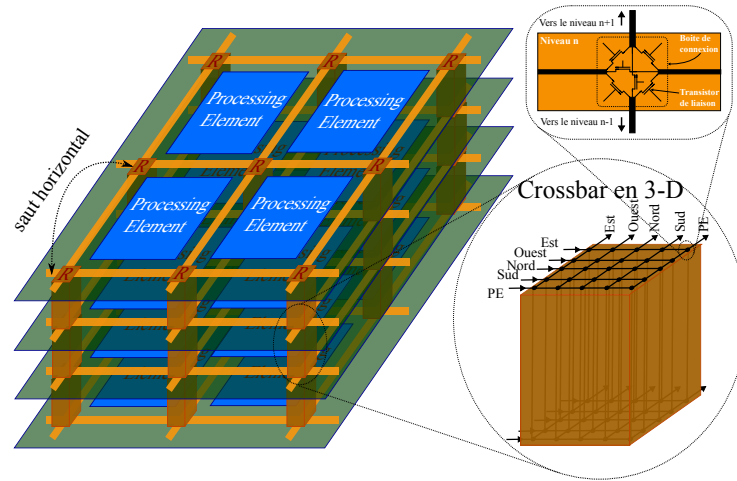 Vers le niveau n+1
Niveau n
Boite de
connexion
Transistor
de liaison
Vers le niveau n-1
R
R
R
Processing
Element
Processing
Element
saut horizontal
R
R
R
Processing
Element
Processing
Element
R
R
R
Crossbar en 3-D
Est
Ouest
Nord
Sud
PE
Est
Ouest
Nord
Sud
PE